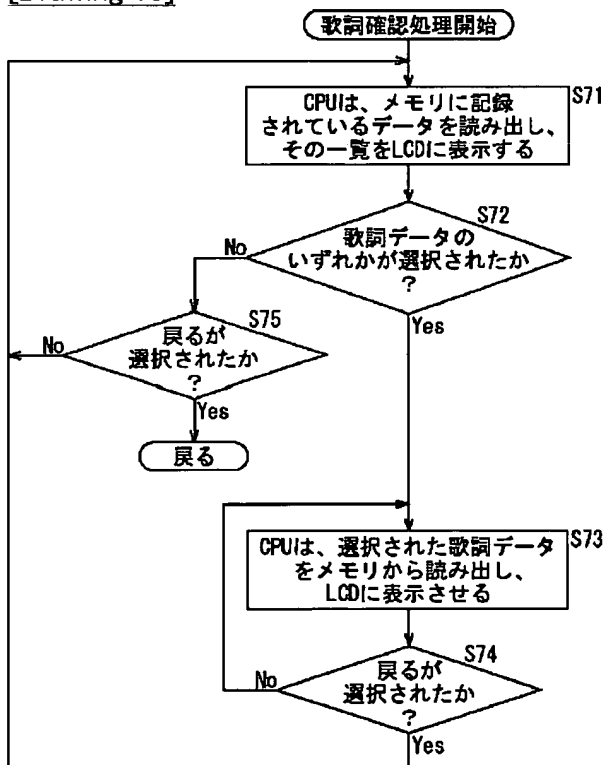 歌詞確認処理開始
S71
CPUは、メモリに記録
されているデータを読み出し、
その一覧をLCDに表示する
S72
歌詞データの
いずれかが選択されたか
?
No
Yes
S75
戻るが
選択されたか
?
No
Yes
戻る
S73
CPUは、選択された歌詞データ
をメモリから読み出し、
LCDに表示させる
S74
戻るが
選択されたか
?
No
Yes